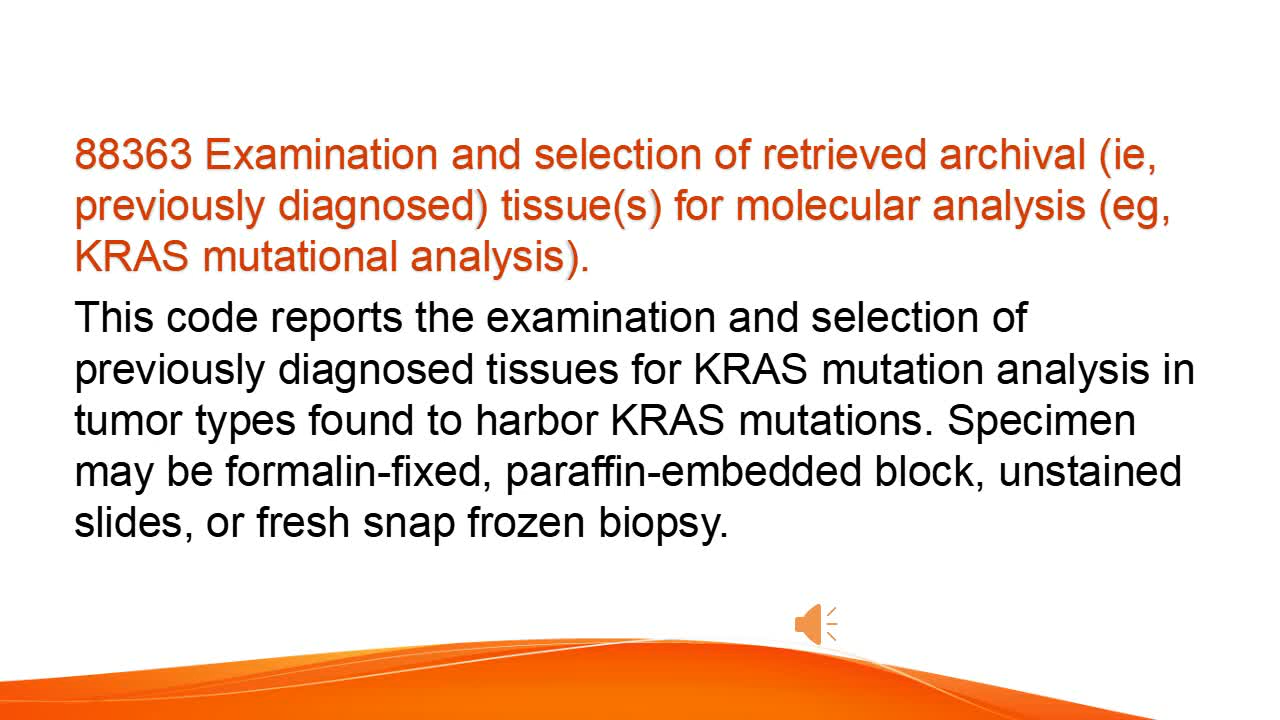 88363 Examination and selection of retrieved archival (ie,
previously diagnosed) tissue(s) for molecular analysis (eg,
KRAS mutational analysis).
This code reports the examination and selection of
previously diagnosed tissues for KRAS mutation analysis in
tumor types found to harbor KRAS mutations. Specimen
may be formalin-fixed, paraffin-embedded block, unstained
slides, or fresh snap frozen biopsy.